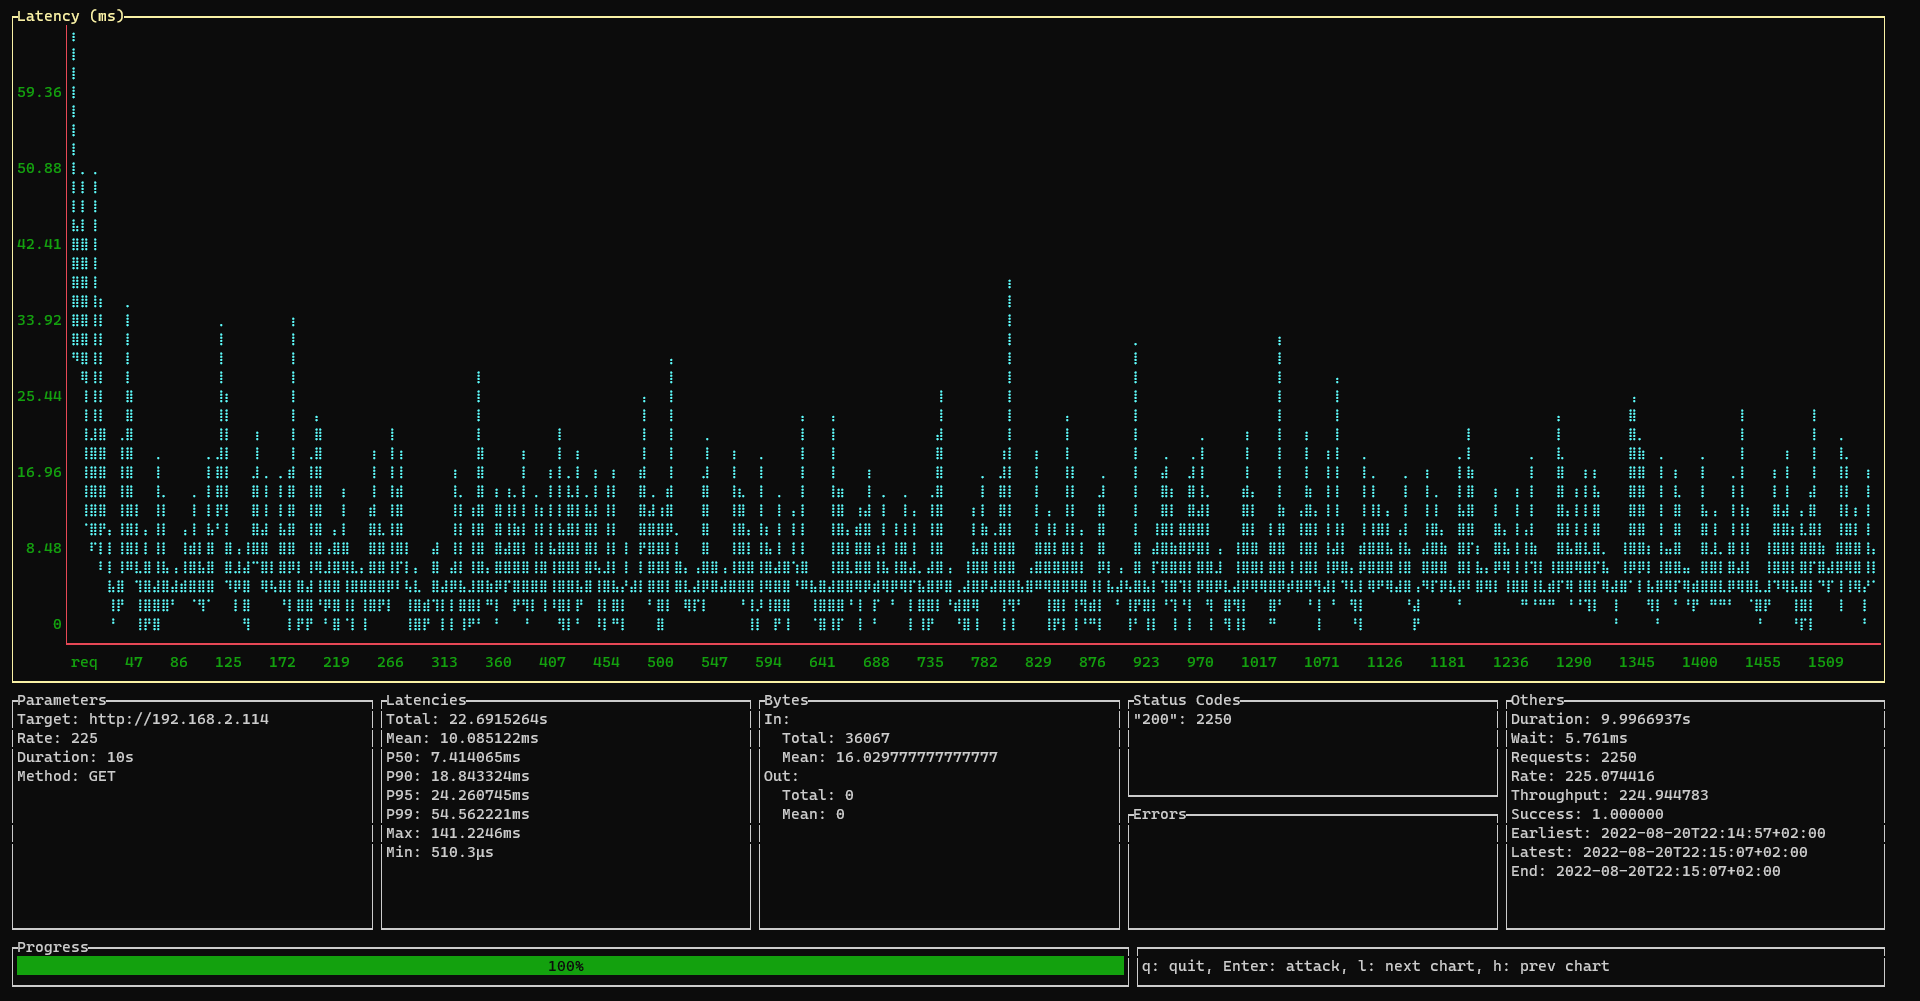 Latency (ms)
59.36
50.88
42.41
33.92
25.44
16.96
8.48
0
req 47 86 125 172 219 266 313 360 407 454 500 547 594 641 688 735 782 829 876 923 970 1017 1071 1126 1181 1236 1290 1345 1400 1455 1509
Parameters
Target: http://192.168.2.114
Rate: 225
Duration: 10s
Method: GET
Latencies
Total: 22.6915264s
Mean: 10.085122ms
P50: 7.414065ms
P90: 18.843324ms
P95: 24.260745ms
P99: 54.562221ms
Max: 141.2246ms
Min: 510.3µs
Bytes
In:
Total: 36067
Mean: 16.029777777777777
Out:
Total: 0
Mean: 0
Status Codes
"200": 2250
Errors
Others
Duration: 9.9966937s
Wait: 5.761ms
Requests: 2250
Rate: 225.074416
Throughput: 224.944783
Success: 1.000000
Earliest: 2022-08-20T22:14:57+02:00
Latest: 2022-08-20T22:15:07+02:00
End: 2022-08-20T22:15:07+02:00
Progress
100%
q: quit, Enter: attack, l: next chart, h: prev chart